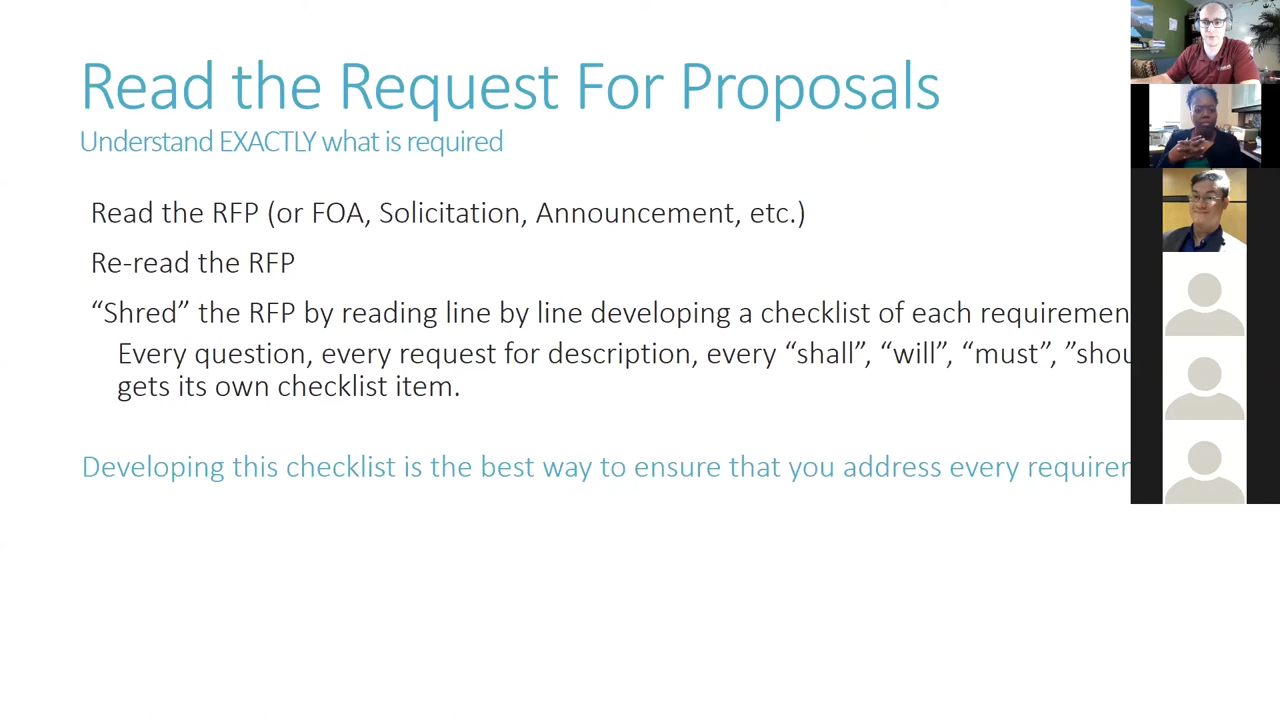 Read the Request For Proposals
Understand EXACTLY what is required
Read the RFP (or FOA, Solicitation, Announcement, etc.)
Re-read the RFP
“Shred” the RFP by reading line by line developing a checklist of each
Every question, every request for description, every “shall”, “will”, “must”,
gets its own checklist item.
Developing this checklist is the best way to ensure that you address every